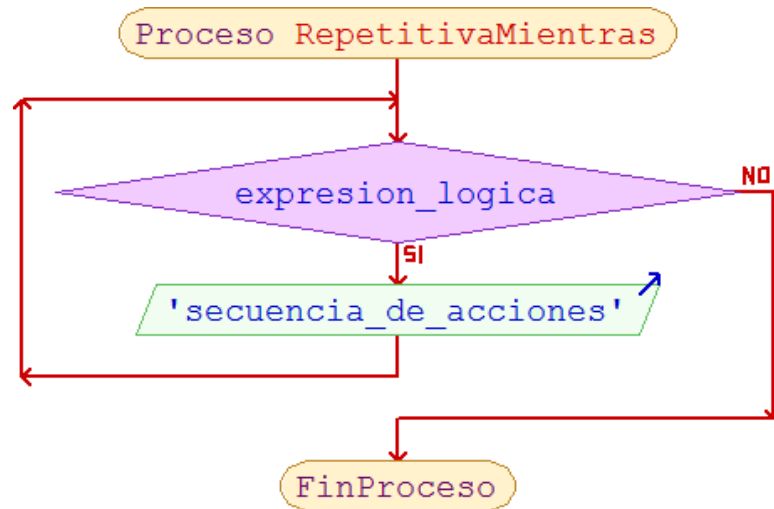 Proceso RepetitivaMientras
expresion_logica
NO
SI
'secuencia_de_acciones'
FinProceso